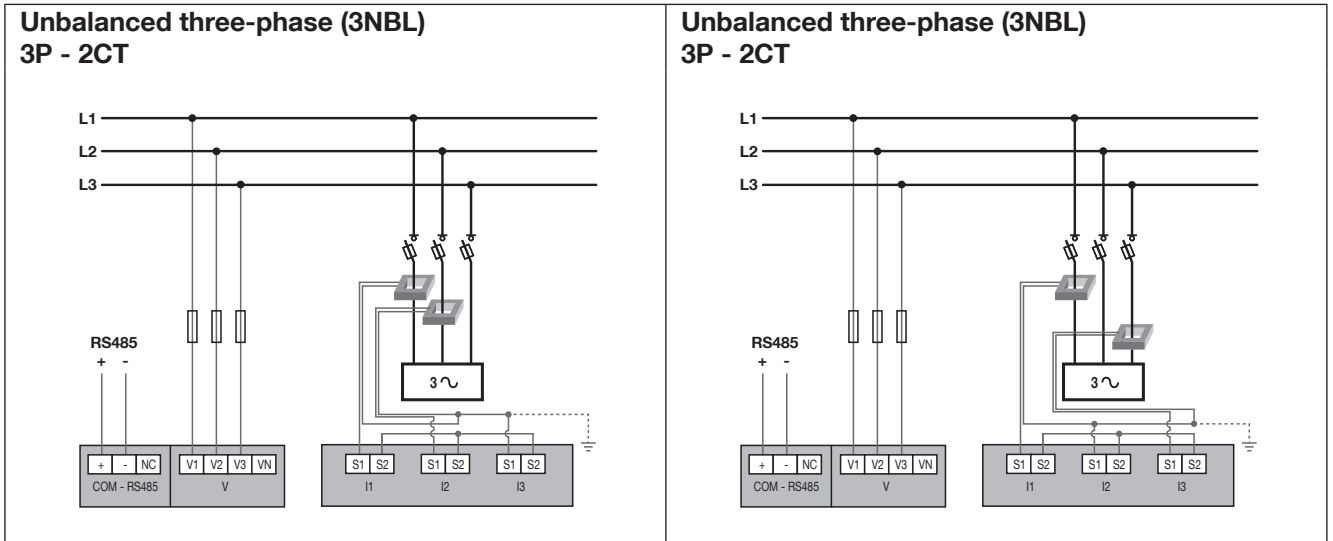 Unbalanced three-phase (3NBL)
3P - 2CT
L1
L2
L3
RS485
+ -
3
+ - NC V1 V2 V3 VN
COM - RS485 V
S1 S2 S1 S2 S1 S2
I1 I2 I3
Unbalanced three-phase (3NBL)
3P - 2CT
L1
L2
L3
RS485
+ -
3
+ - NC V1 V2 V3 VN
COM - RS485 V
S1 S2 S1 S2 S1 S2
I1 I2 I3